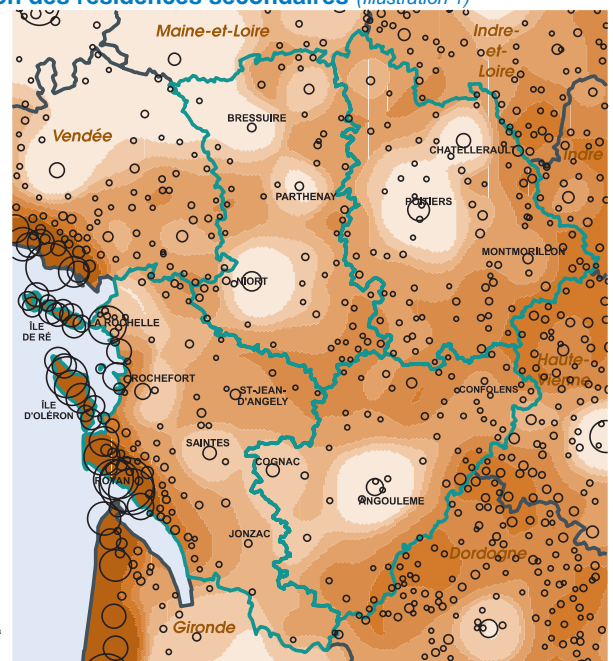 on des résidences secondaires (illustration 1)
Maine-et-Loire
Indre-
et-
Loire
BRESSUIRE
Vendée
CHATELLERAULT
Indre
PARTHENAY
POITIERS
MONTMORILLON
NIORT
LA ROCHELLE
ÎLE
DE RÉ
Haute-
Vienne
ROCHEFORT
ST-JEAN-
D'ANGELY
CONFOLENS
ÎLE
D'OLÉRON
SAINTES
COGNAC
ROYAN
ANGOULEME
JONZAC
Dordogne
Gironde